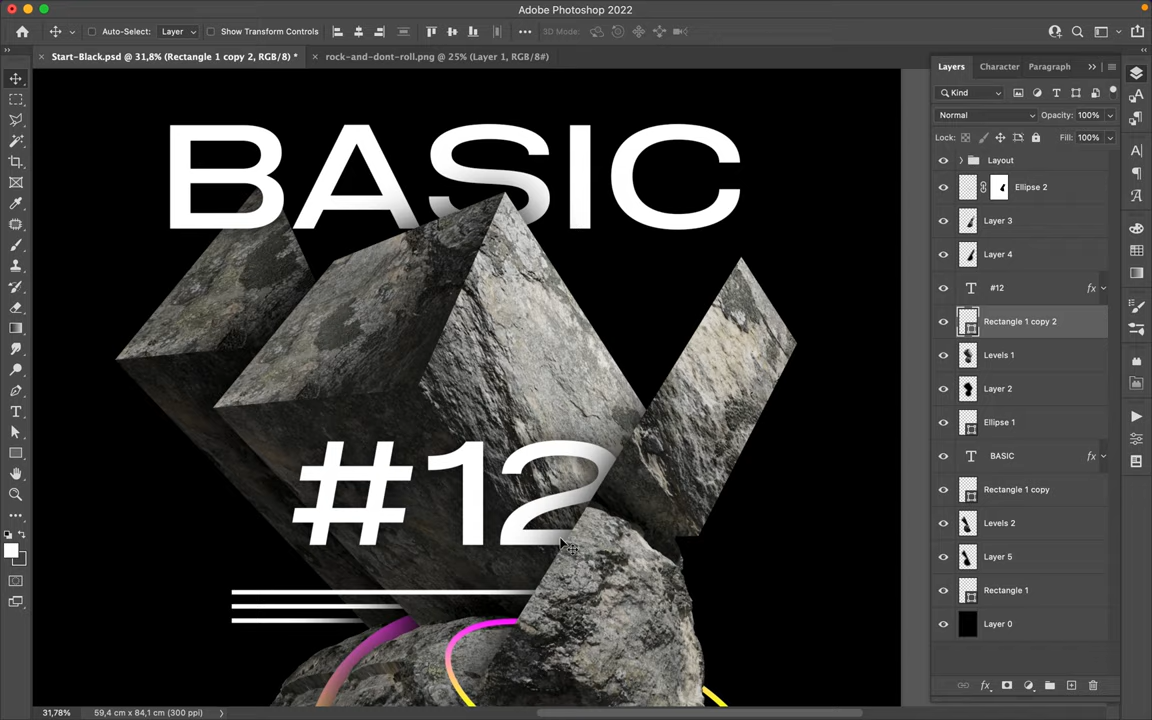 Adobe Photoshop 2022
Auto-Select: Layer Show Transform Controls 3D Mode:
Start-Black.psd @ 31,8% (Rectangle 1 copy 2, RGB/8) * rock-and-dont-roll.png @ 25% (Layer 1, RGB/8#)
Layers Character Paragraph
Kind
Normal Opacity: 100%
Lock: Fill: 100%
Layout
Ellipse 2
Layer 3
Layer 4
#12 fx
Rectangle 1 copy 2
Levels 1
Layer 2
Ellipse 1
BASIC fx
Rectangle 1 copy
Levels 2
Layer 5
Rectangle 1
Layer 0
BASIC
#12
31,78% 59,4 cm x 84,1 cm (300 ppi)